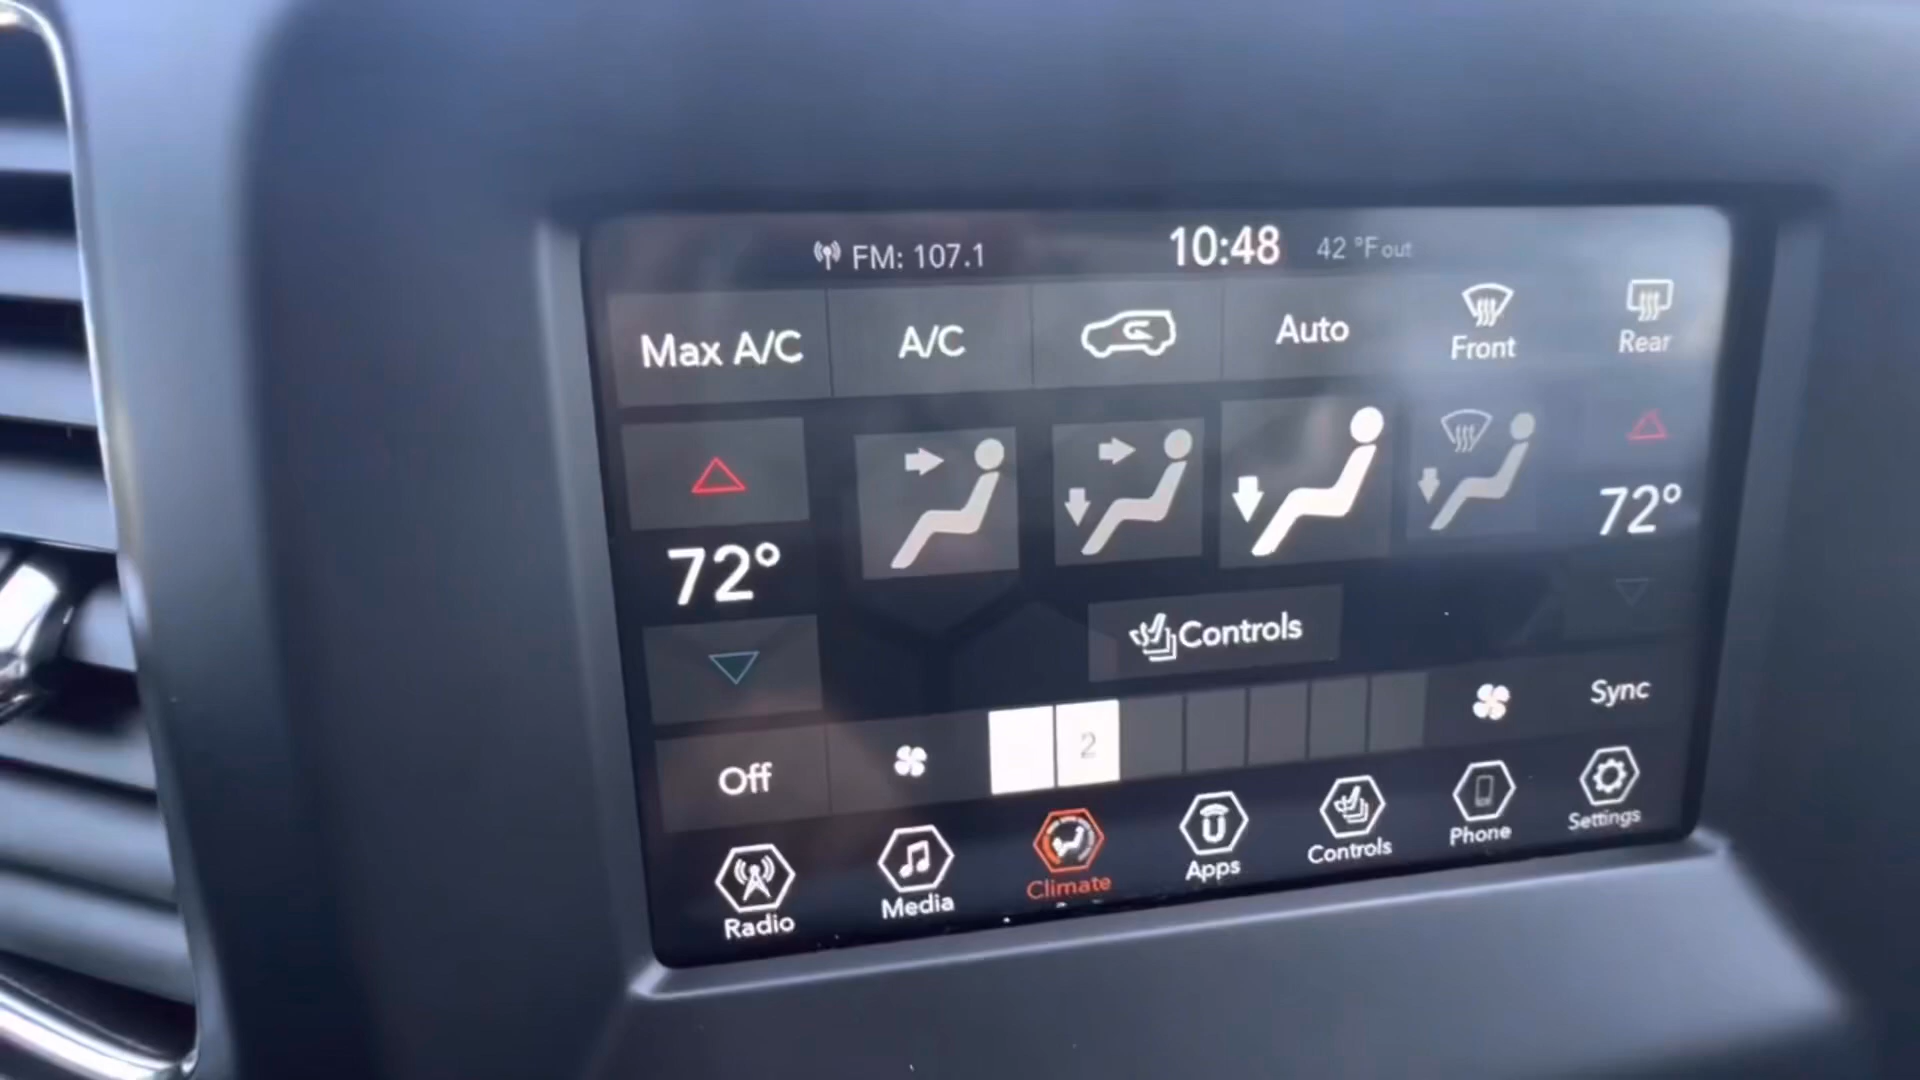 FM: 107.1 10:48 42 °F out
Max A/C A/C Auto Front Rear
72° 72°
Controls
Off 2 Sync
Radio Media Climate Apps Controls Phone Settings